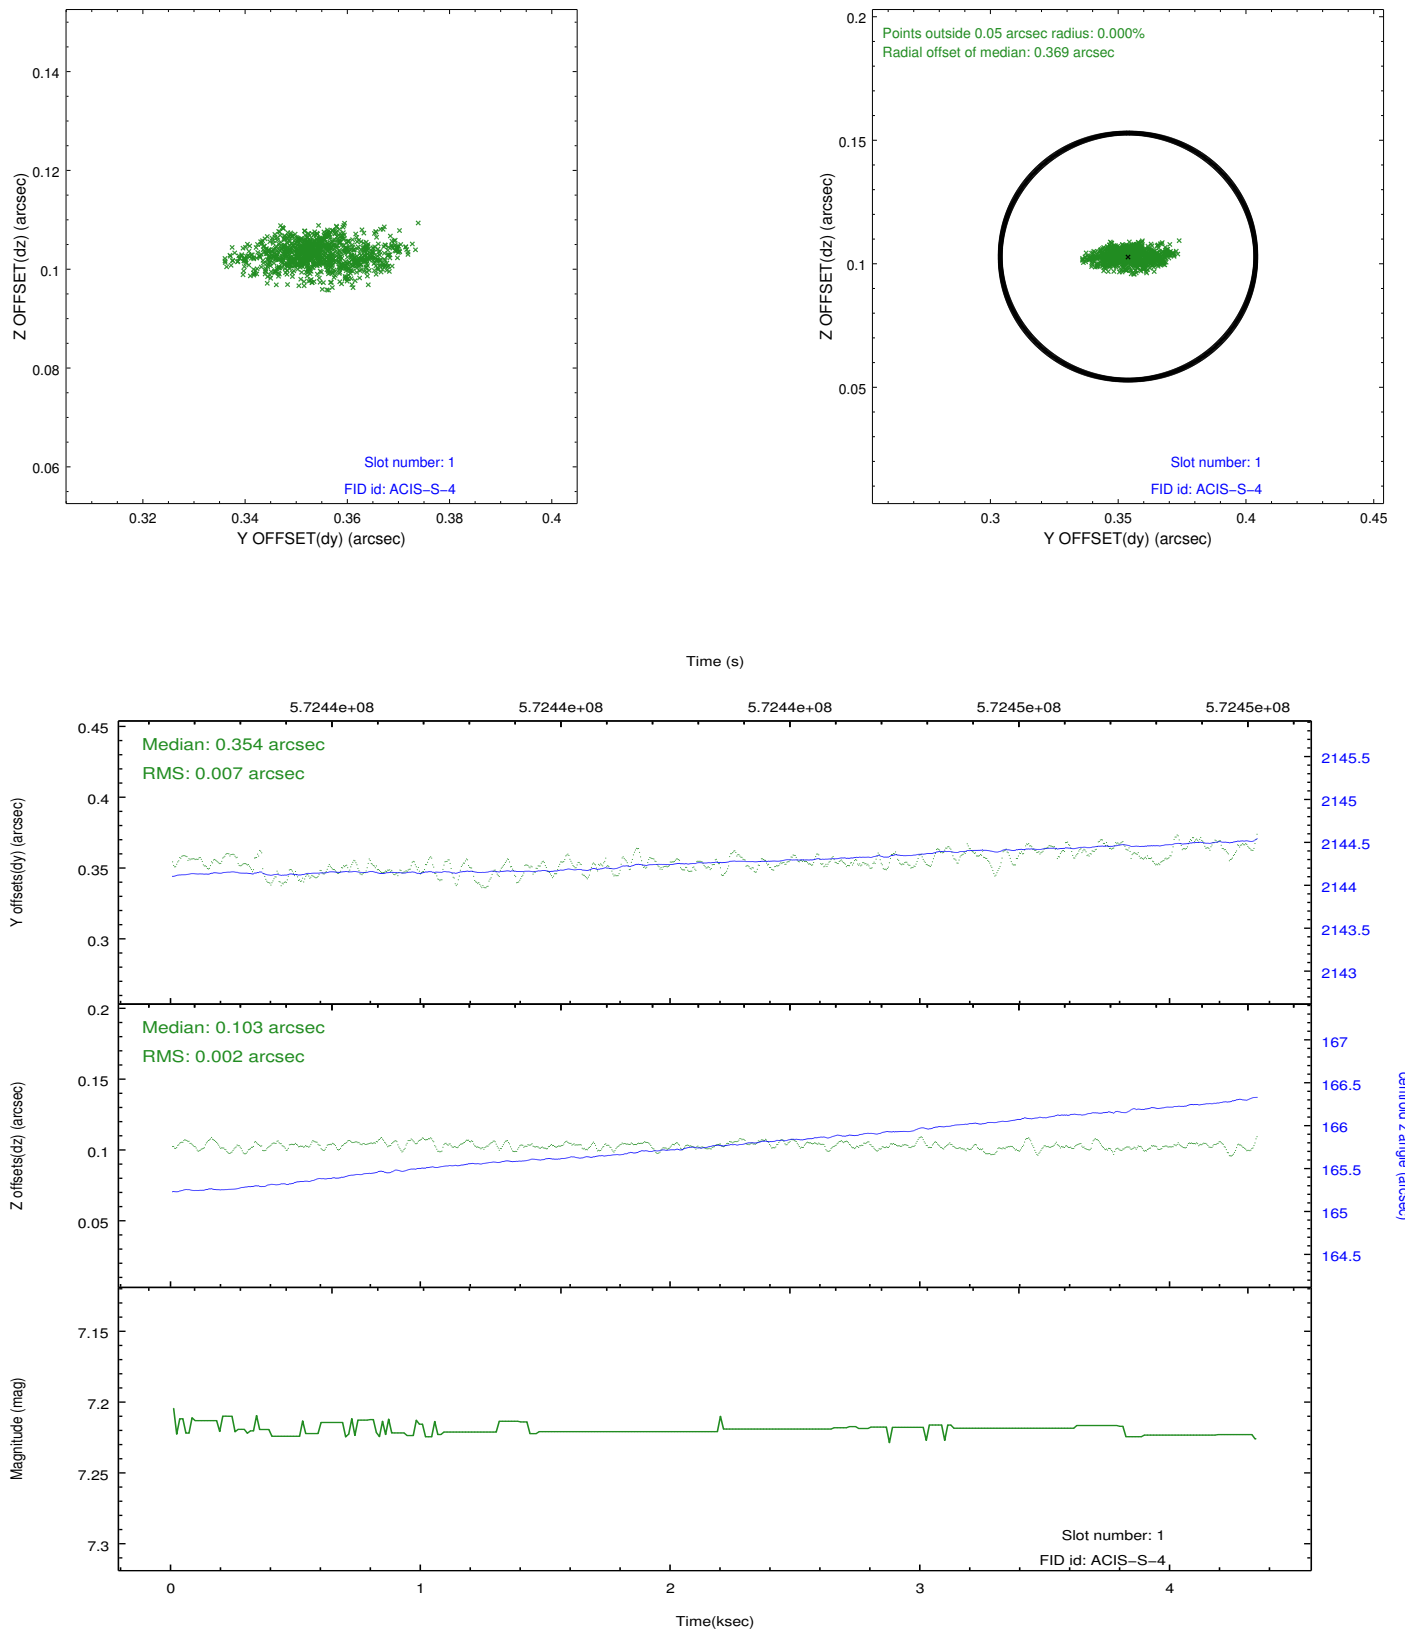 0.14
0.12
0.1
0.08
0.06
Z OFFSET(dz) (arcsec)
Slot number: 1
FID id: ACIS−S−4
0.32 0.34 0.36 0.38 0.4
Y OFFSET(dy) (arcsec)
0.2
0.15
0.1
0.05
Z OFFSET(dz) (arcsec)
Points outside 0.05 arcsec radius: 0.000%
Radial offset of median: 0.369 arcsec
Slot number: 1
FID id: ACIS−S−4
0.3 0.35 0.4 0.45
Y OFFSET(dy) (arcsec)
Time (s)
5.7244e+08 5.7244e+08 5.7244e+08 5.7245e+08 5.7245e+08
0.45
0.4
0.35
0.3
Y offsets(dy) (arcsec)
Median: 0.354 arcsec
RMS: 0.007 arcsec
2145.5
2145
2144.5
2144
2143.5
2143
0.2
0.15
0.1
0.05
Z offsets(dz) (arcsec)
Median: 0.103 arcsec
RMS: 0.002 arcsec
167
166.5
166
165.5
165
164.5
centroid z angle (arcsec)
7.15
7.2
7.25
7.3
Magnitude (mag)
Slot number: 1
FID id: ACIS−S−4
0 1 2 3 4
Time(ksec)